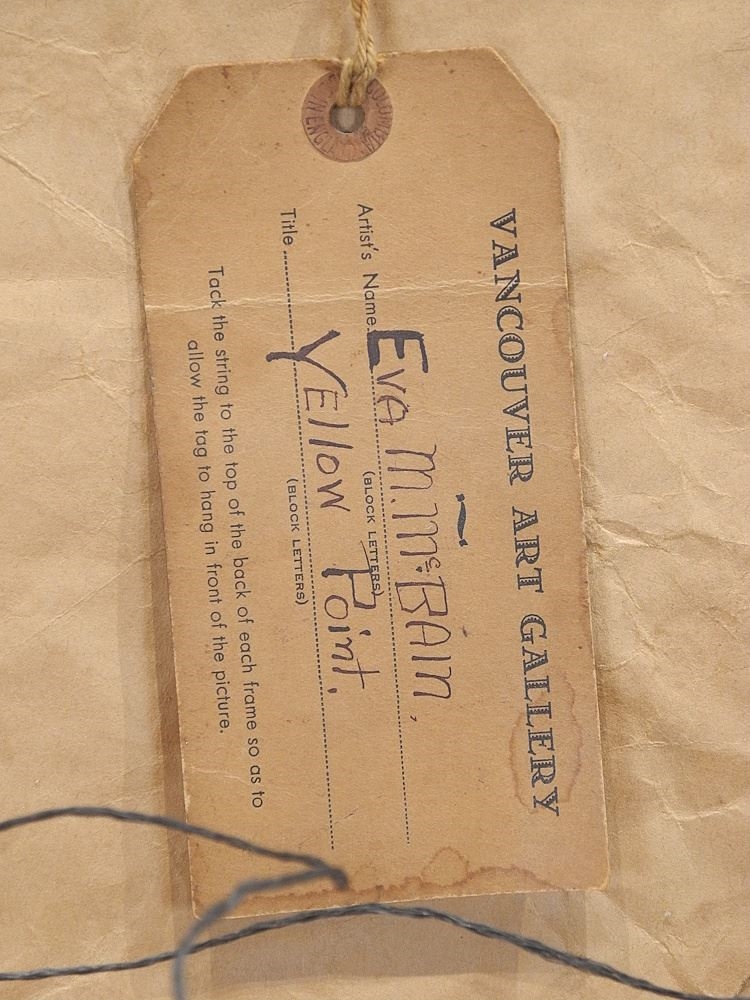 VANCOUVER ART GALLERY
Artist's Name Eva M. McBAin,
(BLOCK LETTERS)
Title Yellow Point.
(BLOCK LETTERS)
Tack the string to the top of the back of each frame so as to
allow the tag to hang in front of the picture.
IN ENGLAND